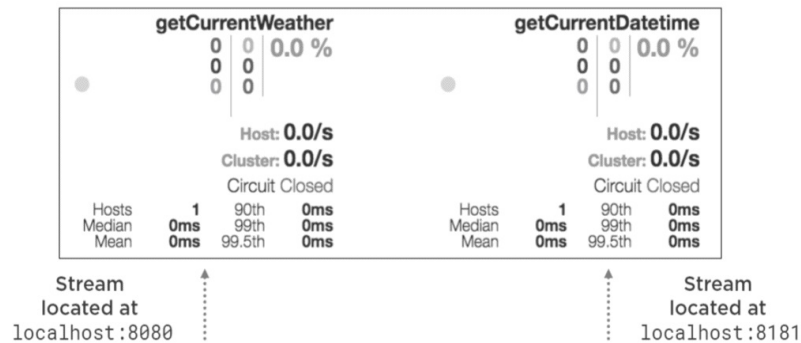 getCurrentWeather
0 0 0.0 %
0 0
0 0
Host: 0.0/s
Cluster: 0.0/s
Circuit Closed
Hosts 1 90th 0ms
Median 0ms 99th 0ms
Mean 0ms 99.5th 0ms
getCurrentDatetime
0 0 0.0 %
0 0
0 0
Host: 0.0/s
Cluster: 0.0/s
Circuit Closed
Hosts 1 90th 0ms
Median 0ms 99th 0ms
Mean 0ms 99.5th 0ms
Stream
located at
localhost:8080
Stream
located at
localhost:8181